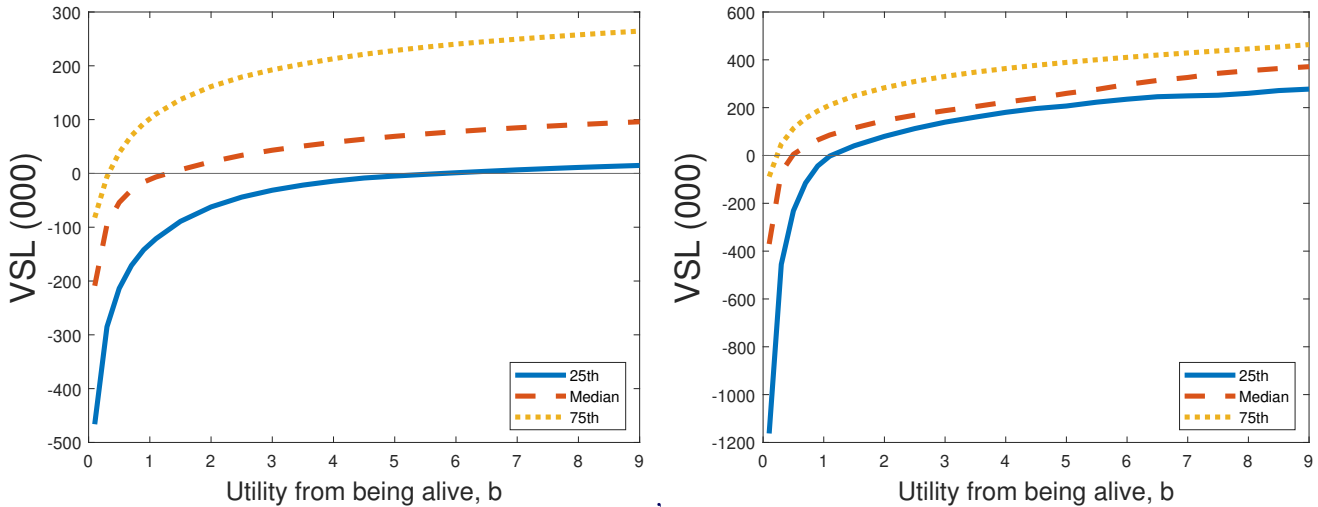 VSL (000)
300
200
100
0
-100
-200
-300
-400
-500
0 1 2 3 4 5 6 7 8 9
Utility from being alive, b
25th
Median
75th
,
VSL (000)
600
400
200
0
-200
-400
-600
-800
-1000
-1200
0 1 2 3 4 5 6 7 8 9
Utility from being alive, b
25th
Median
75th